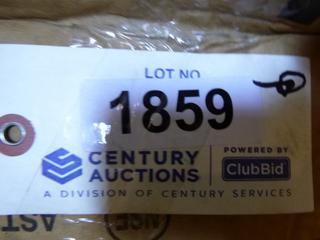 LOT NO
1859
CENTURY
AUCTIONS
POWERED BY
ClubBid
A DIVISION OF CENTURY SERVICES